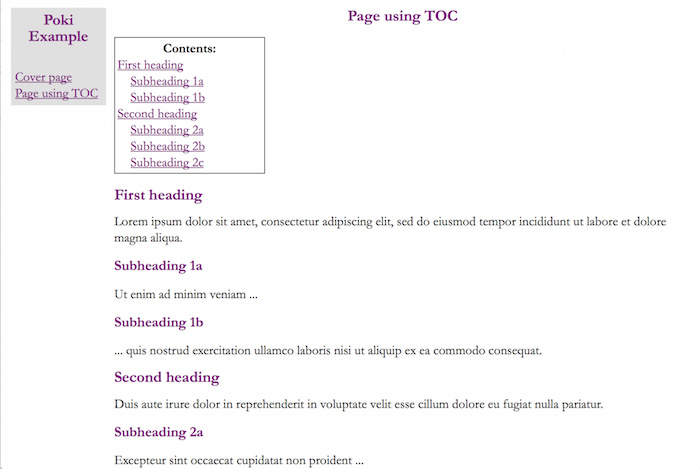 Poki
Example
Cover page
Page using TOC
Page using TOC
Contents:
First heading
Subheading 1a
Subheading 1b
Second heading
Subheading 2a
Subheading 2b
Subheading 2c
First heading
Lorem ipsum dolor sit amet, consectetur adipiscing elit, sed do eiusmod tempor incididunt ut labore et dolore
magna aliqua.
Subheading 1a
Ut enim ad minim veniam ...
Subheading 1b
... quis nostrud exercitation ullamco laboris nisi ut aliquip ex ea commodo consequat.
Second heading
Duis aute irure dolor in reprehenderit in voluptate velit esse cillum dolore eu fugiat nulla pariatur.
Subheading 2a
Excepteur sint occaecat cupidatat non proident ...